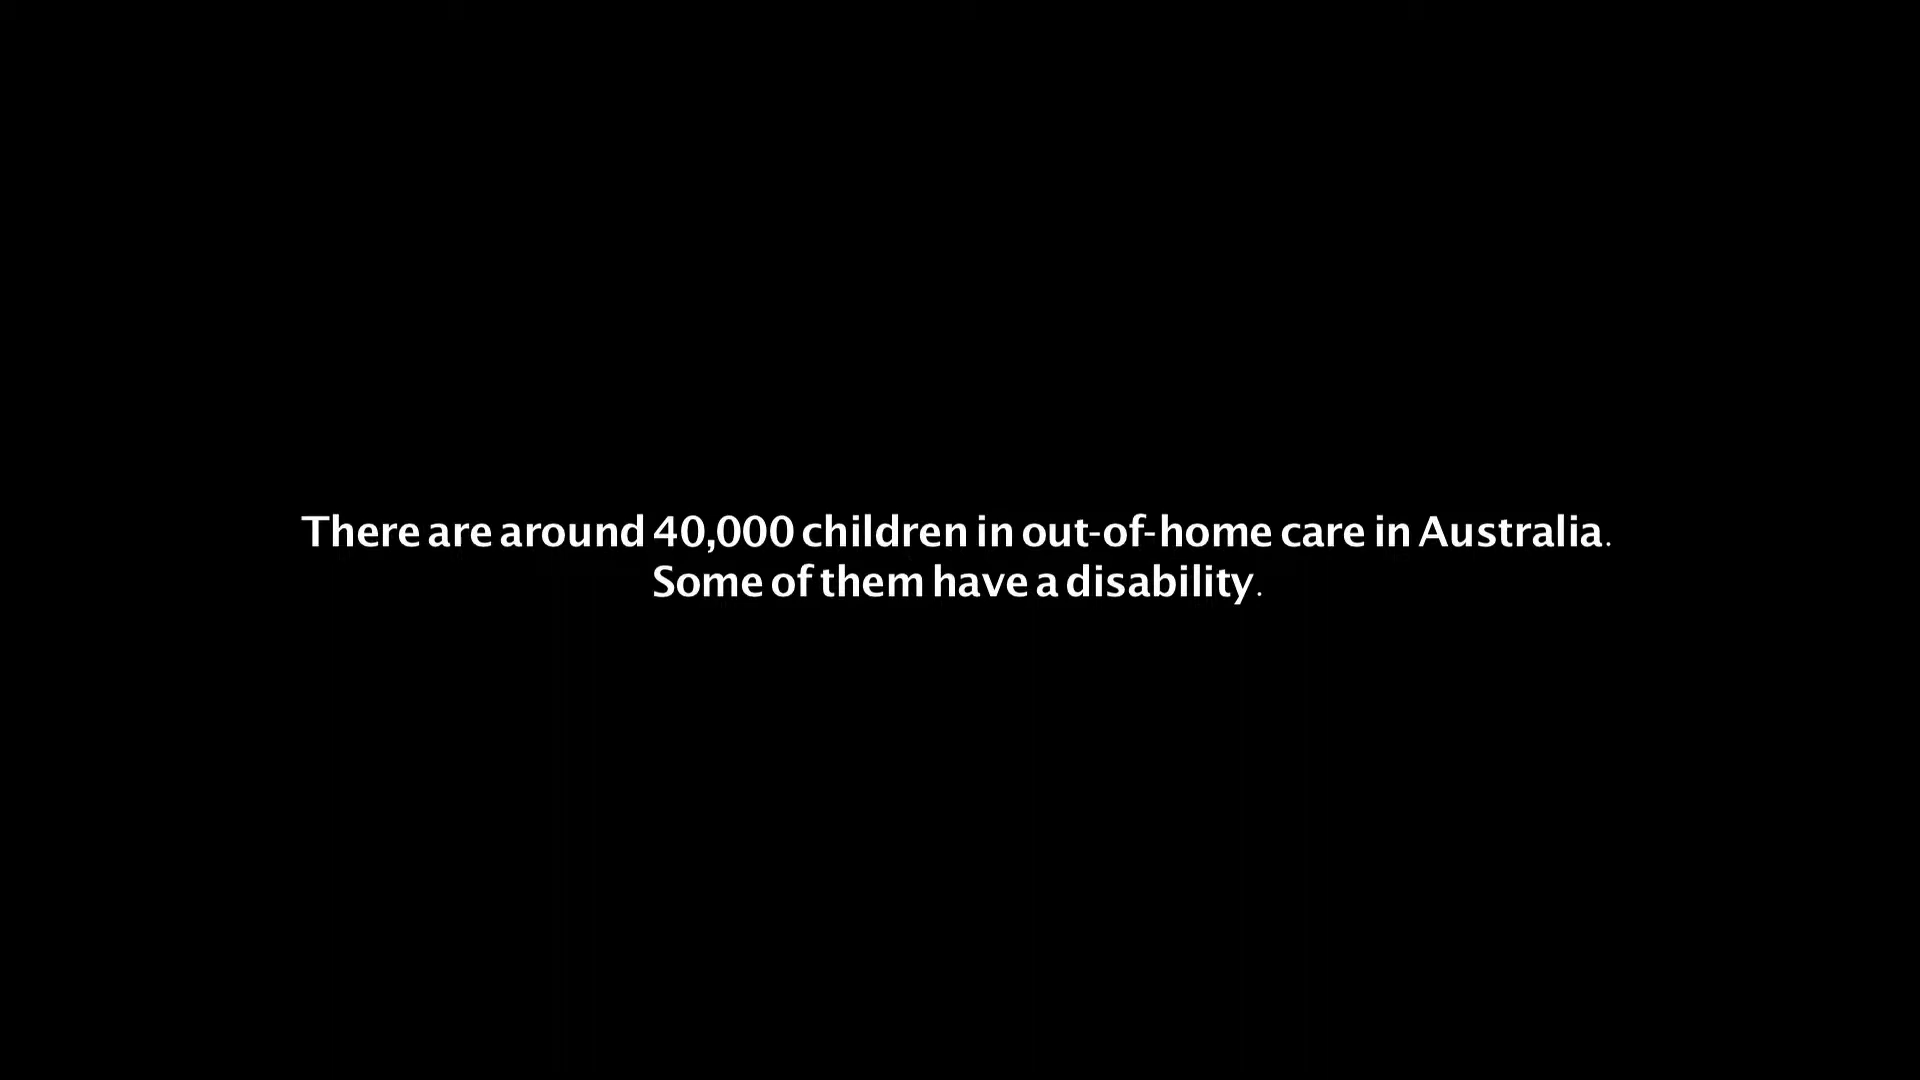 There are around 40,000 children in out-of-home care in Australia.
Some of them have a disability.